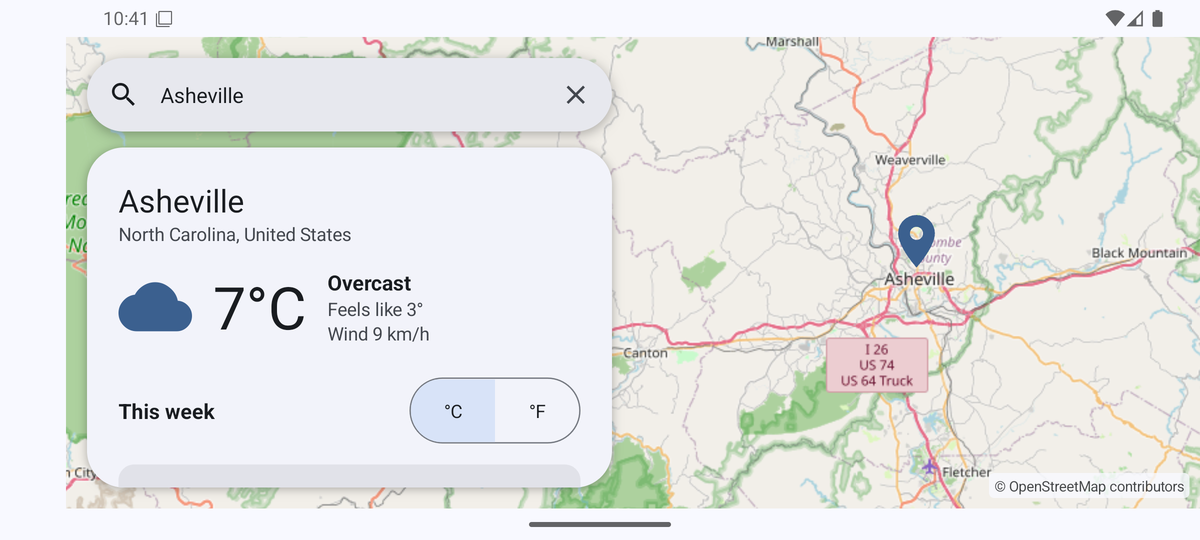 10:41
Asheville
Asheville
North Carolina, United States
7°C
Overcast
Feels like 3°
Wind 9 km/h
This week
°C
°F
Marshall
Weaverville
Asheville
Black Mountain
Canton
I 26
US 74
US 64 Truck
Fletcher
© OpenStreetMap contributors